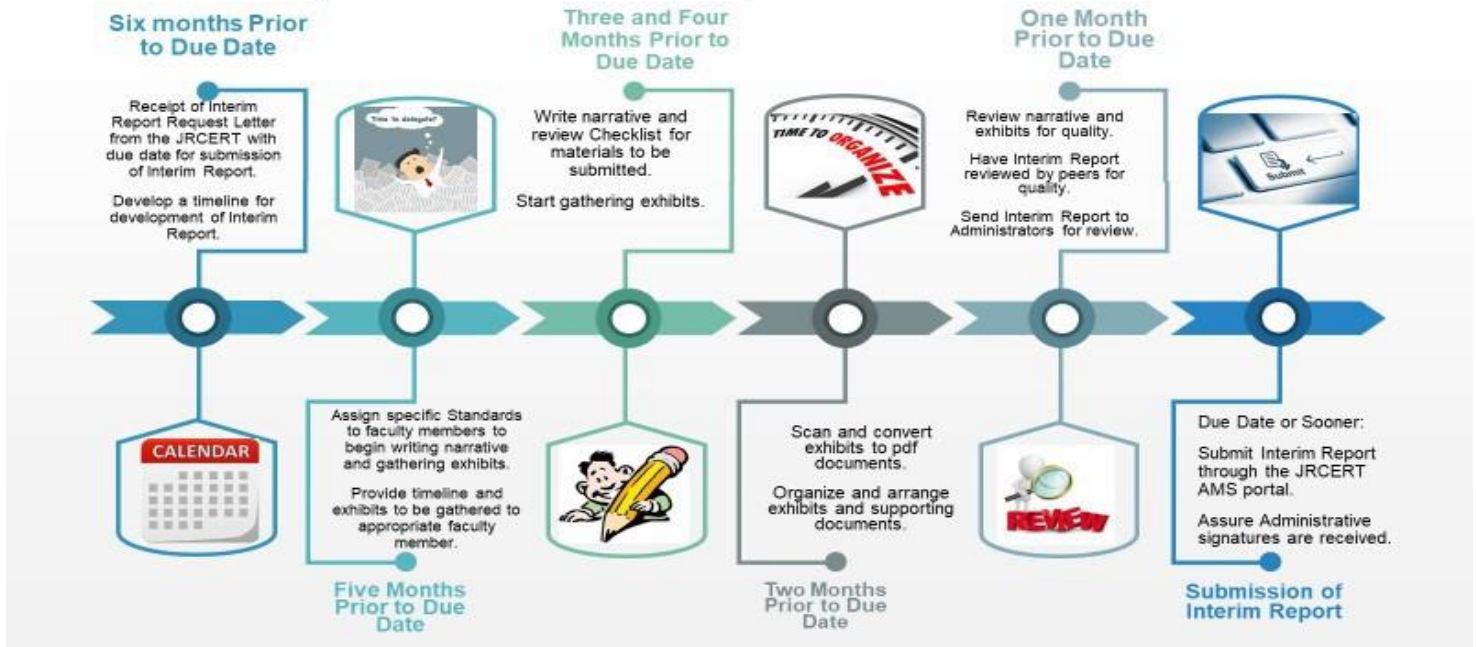 Six months Prior
to Due Date
Receipt of Interim
Report Request Letter
from the JRCERT with
due date for submission
of Interim Report.
Develop a timeline for
development of Interim
Report.
CALENDAR
Time to delegate!
Assign specific Standards
to faculty members to
begin writing narrative
and gathering exhibits.
Provide timeline and
exhibits to be gathered to
appropriate faculty
member.
Five Months
Prior to Due
Date
Three and Four
Months Prior to
Due Date
Write narrative and
review Checklist for
materials to be
submitted.
Start gathering exhibits.
TIME TO ORGANIZE
Scan and convert
exhibits to pdf
documents.
Organize and arrange
exhibits and supporting
documents.
Two Months
Prior to Due
Date
One Month
Prior to Due
Date
Review narrative and
exhibits for quality.
Have Interim Report
reviewed by peers for
quality.
Send Interim Report to
Administrators for review.
REVIEW
Submit
Due Date or Sooner:
Submit Interim Report
through the JRCERT
AMS portal.
Assure Administrative
signatures are received.
Submission of
Interim Report